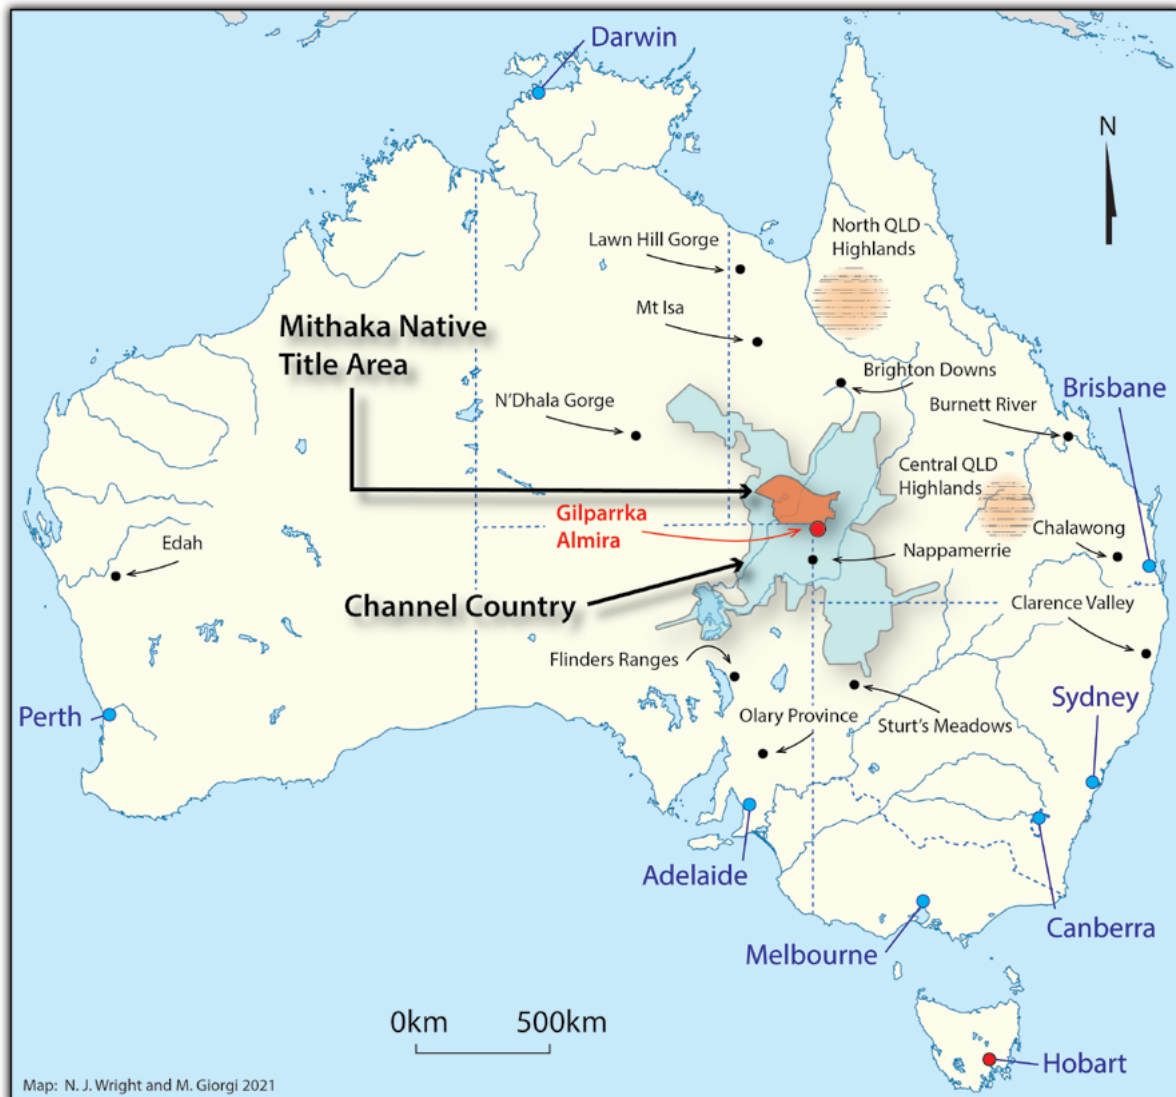 Darwin
N
North QLD
Highlands
Lawn Hill Gorge
Mt Isa
Mithaka Native
Title Area
Brighton Downs
Brisbane
N'Dhala Gorge
Burnett River
Central QLD
Highlands
Gilparrka
Almira
Chalawong
Edah
Nappamerrie
Channel Country
Clarence Valley
Flinders Ranges
Sydney
Perth
Olary Province
Sturt's Meadows
Adelaide
Canberra
Melbourne
0km 500km
Hobart
Map: N. J. Wright and M. Giorgi 2021